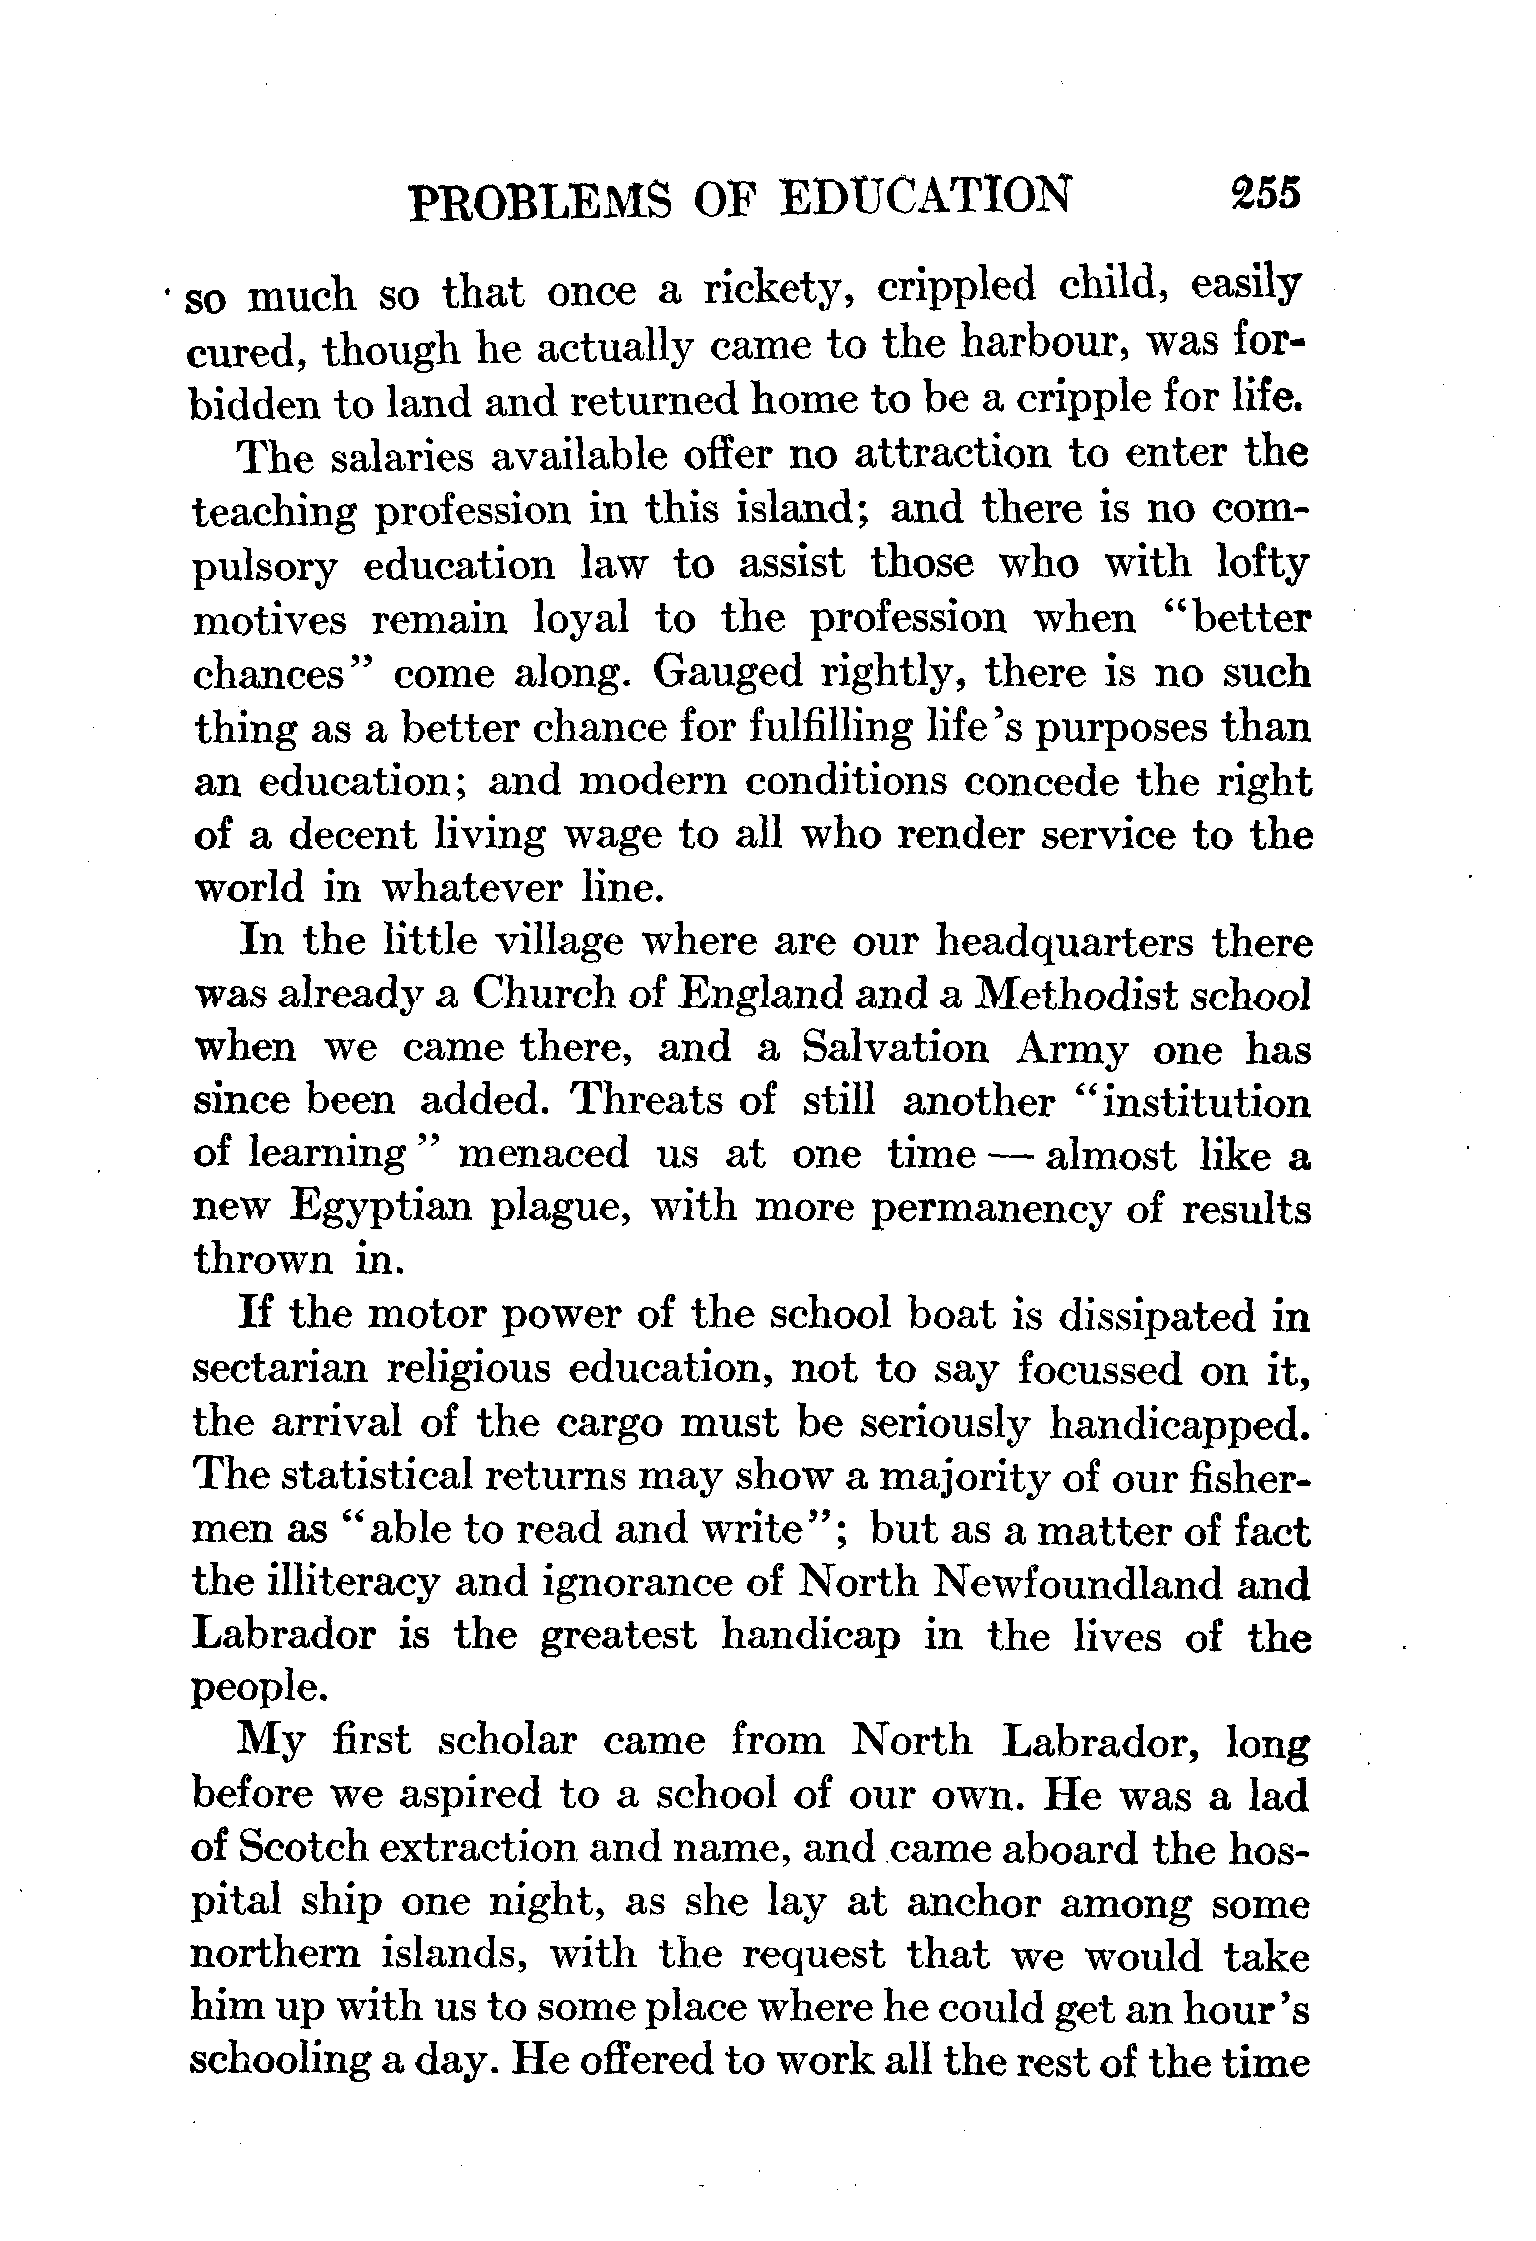 PROBLEMS OF EDUCATION 255
so much so that once a rickety, crippled child, easily
cured, though he actually came to the harbour, was for-
bidden to land and returned home to be a cripple for life.
The salaries available offer no attraction to enter the
teaching profession in this island; and there is no com-
pulsory education law to assist those who with lofty
motives remain loyal to the profession when “better
chances” come along. Gauged rightly, there is no such
thing as a better chance for fulfilling life’s purposes than
an education; and modern conditions concede the right
of a decent living wage to all who render service to the
world in whatever line.
In the little village where are our headquarters there
was already a Church of England and a Methodist school
when we came there, and a Salvation Army one has
since been added. Threats of still another “institution
of learning” menaced us at one time — almost like a
new Egyptian plague, with more permanency of results
thrown in.
If the motor power of the school boat is dissipated in
sectarian religious education, not to say focussed on it,
the arrival of the cargo must be seriously handicapped.
The statistical returns may show a majority of our fisher-
men as “able to read and write”; but as a matter of fact
the illiteracy and ignorance of North Newfoundland and
Labrador is the greatest handicap in the lives of the
people.
My first scholar came from North Labrador, long
before we aspired to a school of our own. He was a lad
of Scotch extraction and name, and came aboard the hos-
pital ship one night, as she lay at anchor among some
northern islands, with the request that we would take
him up with us to some place where he could get an hour’s
schooling a day. He offered to work all the rest of the time